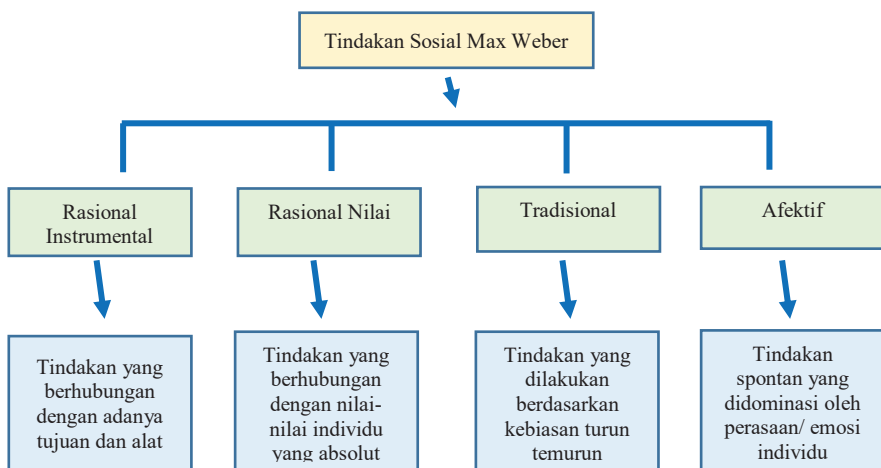 Tindakan Sosial Max Weber
Rasional
Instrumental
Rasional Nilai
Tradisional
Afektif
Tindakan yang
berhubungan
dengan adanya
tujuan dan alat
Tindakan yang
berhubungan
dengan nilai-
nilai individu
yang absolut
Tindakan yang
dilakukan
berdasarkan
kebiasan turun
temurun
Tindakan
spontan yang
didominasi oleh
perasaan/ emosi
individu